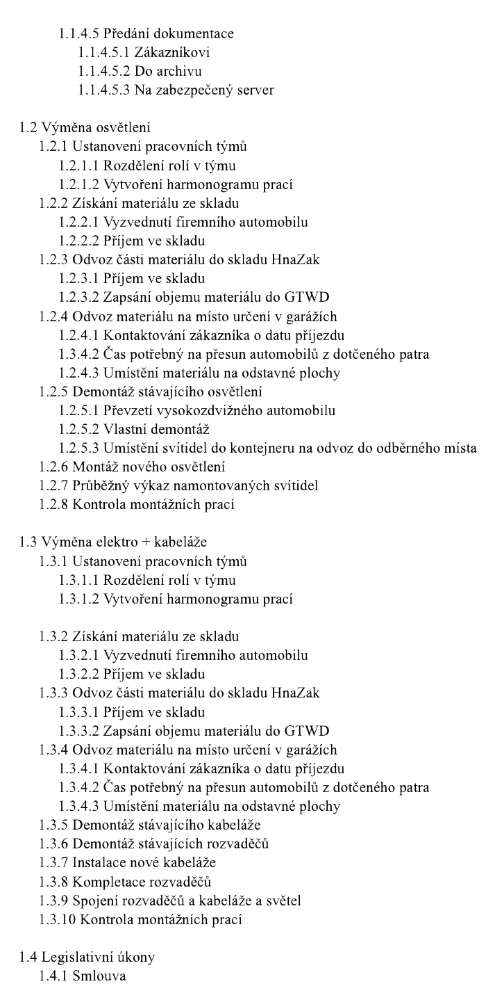 1.1.4.5 Předání dokumentace
1.1.4.5.1 Zákazníkovi
1.1.4.5.2 Do archivu
1.1.4.5.3 Na zabezpečený server
1.2 Výměna osvětlení
1.2.1 Ustanovení pracovních týmů
1.2.1.1 Rozdělení rolí v týmu
1.2.1.2 Vytvoření harmonogramu prací
1.2.2 Získání materiálu ze skladu
1.2.2.1 Vyzvednutí firemního automobilu
1.2.2.2 Příjem ve skladu
1.2.3 Odvoz části materiálu do skladu HnaZak
1.2.3.1 Příjem ve skladu
1.2.3.2 Zapsání objemu materiálu do GTWD
1.2.4 Odvoz materiálu na místo určení v garážích
1.2.4.1 Kontaktování zákazníka o datu příjezdu
1.3.4.2 Čas potřebný na přesun automobilů z dotčeného patra
1.2.4.3 Umístění materiálu na odstavné plochy
1.2.5 Demontáž stávajícího osvětlení
1.2.5.1 Převzetí vysokozdvižného automobilu
1.2.5.2 Vlastní demontáž
1.2.5.3 Umístění svítidel do kontejneru na odvoz do odběrného místa
1.2.6 Montáž nového osvětlení
1.2.7 Průběžný výkaz namontovaných svítidel
1.2.8 Kontrola montážních prací
1.3 Výměna elektro + kabeláže
1.3.1 Ustanovení pracovních týmů
1.3.1.1 Rozdělení rolí v týmu
1.3.1.2 Vytvoření harmonogramu prací
1.3.2 Získání materiálu ze skladu
1.3.2.1 Vyzvednutí firemního automobilu
1.3.2.2 Příjem ve skladu
1.3.3 Odvoz části materiálu do skladu HnaZak
1.3.3.1 Příjem ve skladu
1.3.3.2 Zapsání objemu materiálu do GTWD
1.3.4 Odvoz materiálu na místo určení v garážích
1.3.4.1 Kontaktování zákazníka o datu příjezdu
1.3.4.2 Čas potřebný na přesun automobilů z dotčeného patra
1.3.4.3 Umístění materiálu na odstavné plochy
1.3.5 Demontáž stávajícího kabeláže
1.3.6 Demontáž stávajících rozvaděčů
1.3.7 Instalace nové kabeláže
1.3.8 Kompletace rozvaděčů
1.3.9 Spojení rozvaděčů a kabeláže a světel
1.3.10 Kontrola montážních prací
1.4 Legislativní úkony
1.4.1 Smlouva